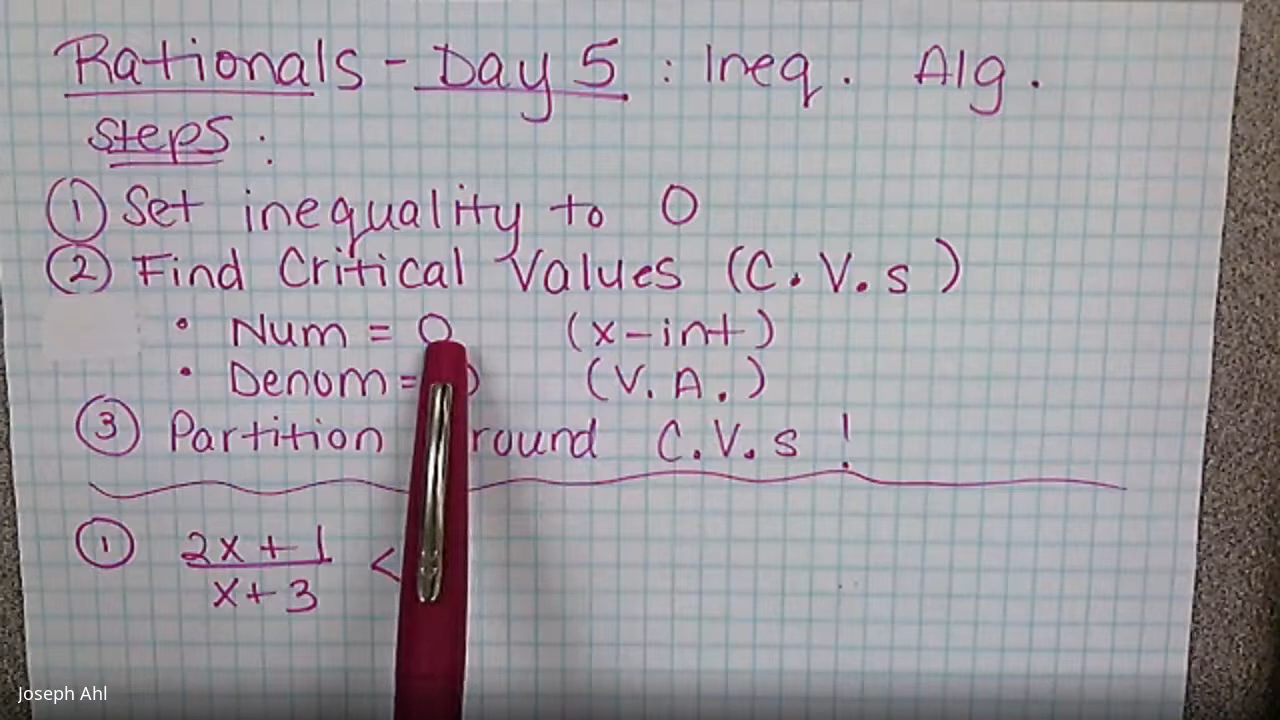 Rationals - Day 5 : Ineq. Alg.
Steps :
① Set inequality to 0
② Find Critical Values (C.V.s)
• Num = 0 (x-int)
• Denom = (V.A.)
③ Partition C.V.s !
① 2x + 1
x + 3 <
Joseph Ahl